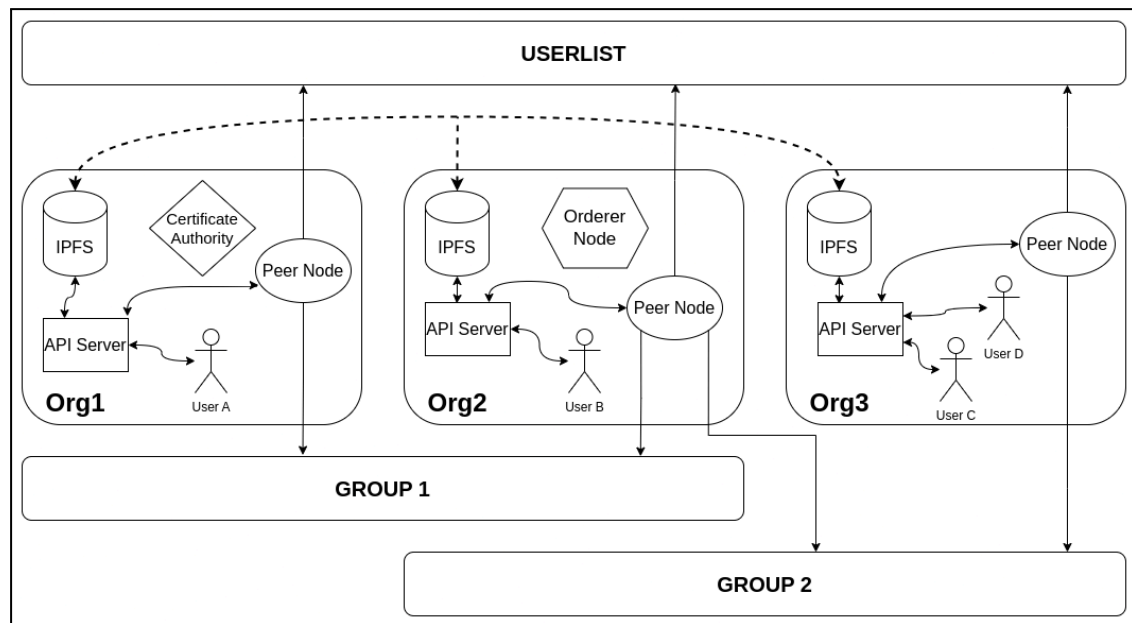 USERLIST
IPFS
Certificate
Authority
Peer Node
API Server
User A
Org1
IPFS
Orderer
Node
Peer Node
API Server
User B
Org2
IPFS
Peer Node
API Server
User D
User C
Org3
GROUP 1
GROUP 2